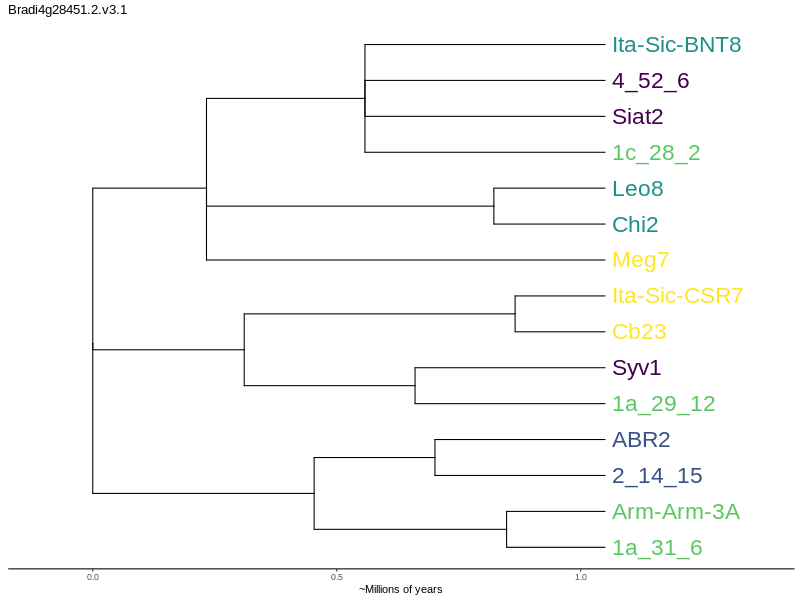 Bradi4g28451.2.v3.1
Ita-Sic-BNT8
4_52_6
Siat2
1c_28_2
Leo8
Chi2
Meg7
Ita-Sic-CSR7
Cb23
Syv1
1a_29_12
ABR2
2_14_15
Arm-Arm-3A
1a_31_6
0.0 0.5 1.0
~Millions of years